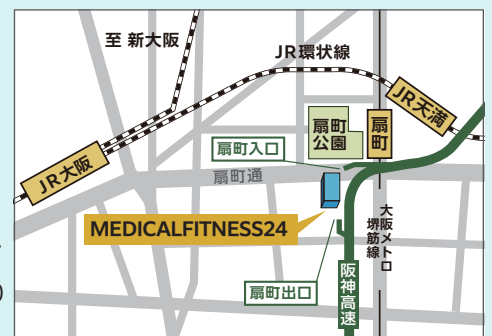 至 新大阪
JR環状線
JR天満
扇町
公園
扇町
扇町入口
JR大阪
扇町通
MEDICALFITNESS24
大阪メトロ
堺筋線
扇町出口
阪神高速